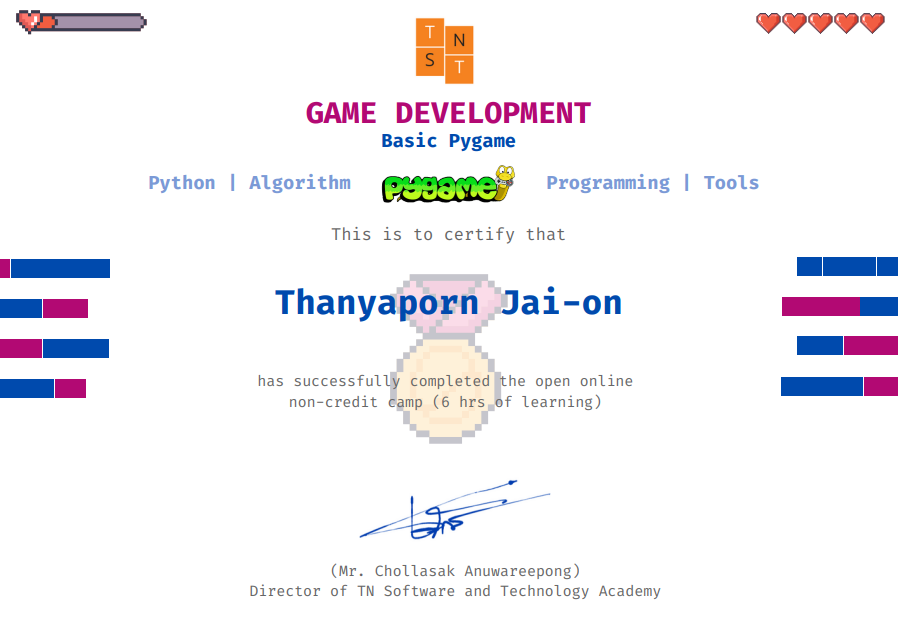 T N
S T
GAME DEVELOPMENT
Basic Pygame
Python | Algorithm pygame Programming | Tools
This is to certify that
Thanyaporn Jai-on
has successfully completed the open online
non-credit camp (6 hrs of learning)
(Mr. Chollasak Anuwareepong)
Director of TN Software and Technology Academy